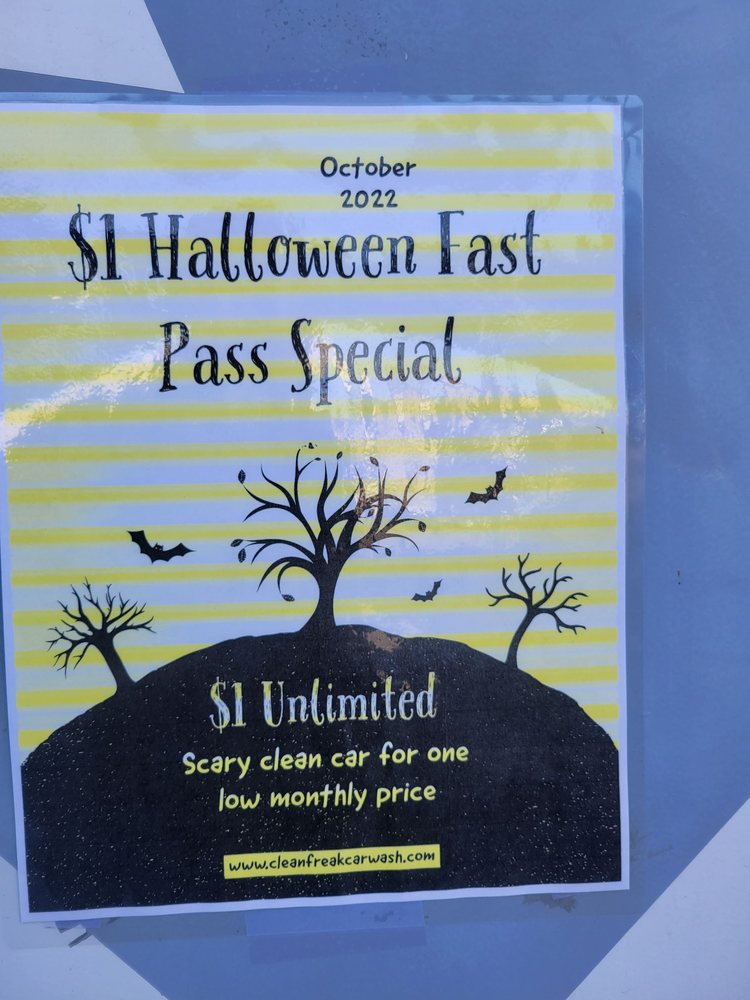 October
2022
$1 Halloween Fast
Pass Special
$1 Unlimited
Scary clean car for one
low monthly price
www.cleanfreakcarwash.com